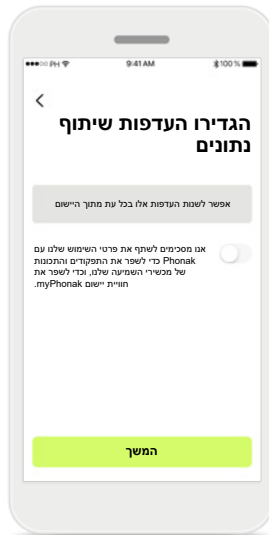 PH 9:41 AM 100 %
הגדירו העדפות שיתוף
נתונים
אפשר לשנות העדפות אלו בכל עת מתוך היישום
אנו מסכימים לשתף את פרטי השימוש שלנו עם
Phonak כדי לשפר את התפקודים והתכונות
של מכשירי השמיעה שלנו, וכדי לשפר את
חוויית יישום myPhonak.
המשך